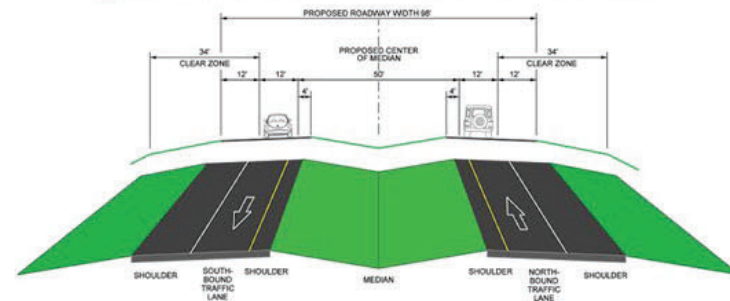 PROPOSED ROADWAY WIDTH 98'
34'
CLEAR ZONE
PROPOSED CENTER
OF MEDIAN
34'
CLEAR ZONE
12'
12'
50'
12'
12'
4'
4'
SHOULDER
SOUTH-
BOUND
TRAFFIC
LANE
SHOULDER
MEDIAN
SHOULDER
NORTH-
BOUND
TRAFFIC
LANE
SHOULDER